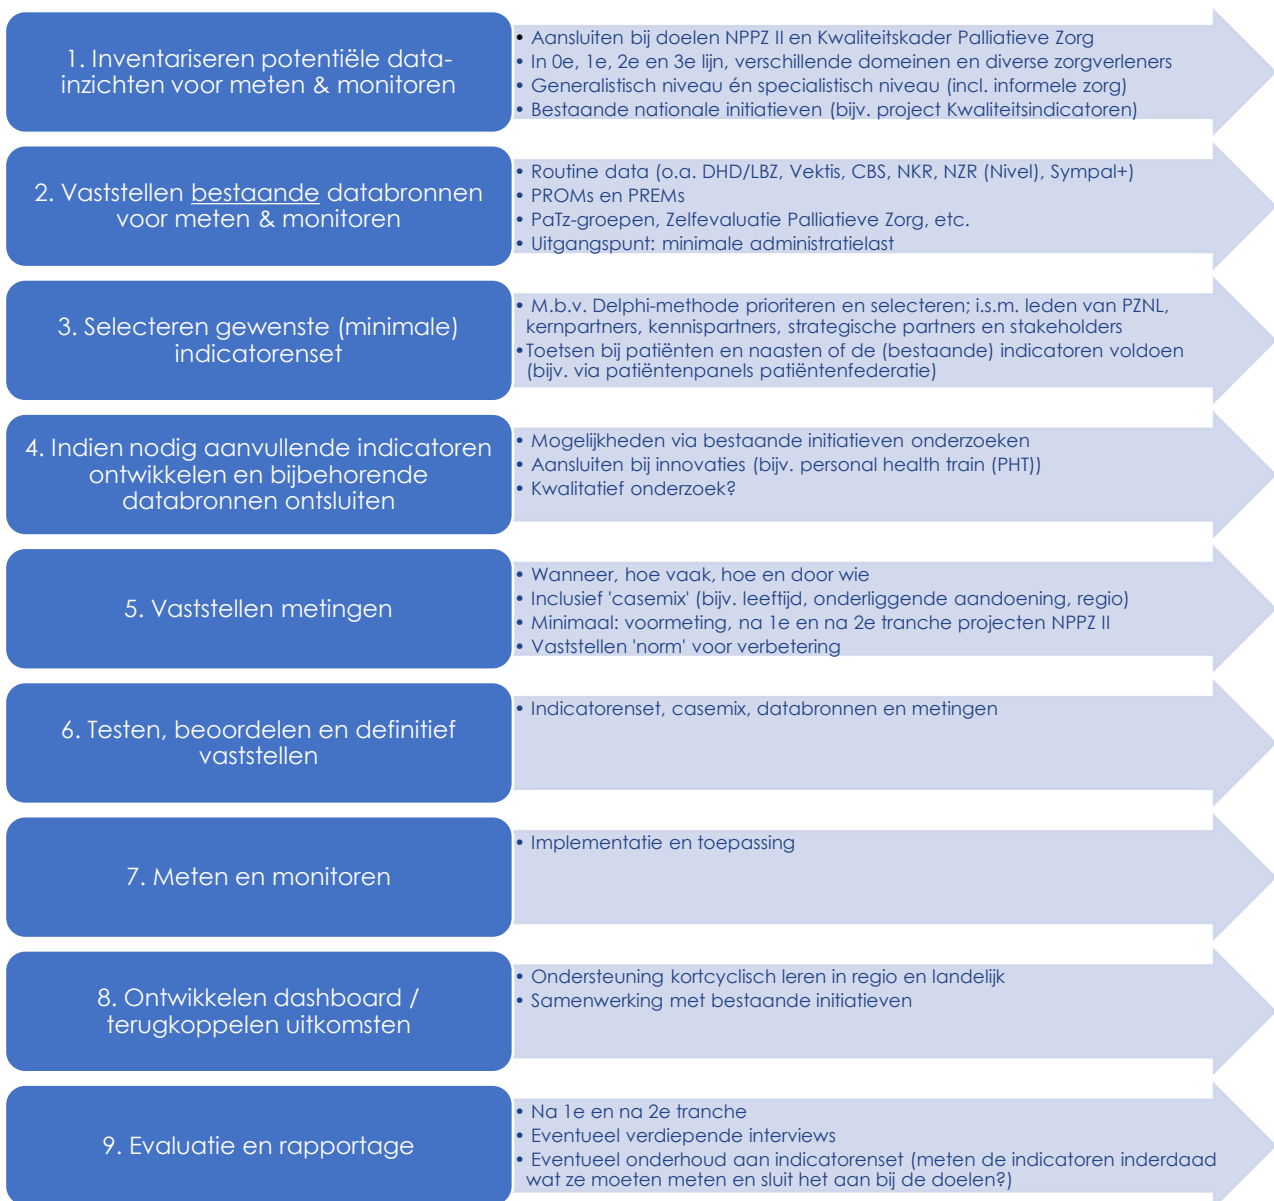 1. Inventariseren potentiële data-
inzichten voor meten & monitoren
• Aansluiten bij doelen NPPZ II en Kwaliteitskader Palliatieve Zorg
• In 0e, 1e, 2e en 3e lijn, verschillende domeinen en diverse zorgverleners
• Generalistisch niveau én specialistisch niveau (incl. informele zorg)
• Bestaande nationale initiatieven (bijv. project Kwaliteitsindicatoren)
2. Vaststellen bestaande databronnen
voor meten & monitoren
• Routine data (o.a. DHD/LBZ, Vektis, CBS, NKR, NZR (Nivel), Sympal+)
• PROMs en PREMs
• PaTz-groepen, Zelfevaluatie Palliatieve Zorg, etc.
• Uitgangspunt: minimale administratielast
3. Selecteren gewenste (minimale)
indicatorenset
• M.b.v. Delphi-methode prioriteren en selecteren; i.s.m. leden van PZNL,
kernpartners, kennispartners, strategische partners en stakeholders
• Toetsen bij patiënten en naasten of de (bestaande) indicatoren voldoen
(bijv. via patiëntenpanels patiëntenfederatie)
4. Indien nodig aanvullende indicatoren
ontwikkelen en bijbehorende
databronnen ontsluiten
• Mogelijkheden via bestaande initiatieven onderzoeken
• Aansluiten bij innovaties (bijv. personal health train (PHT))
• Kwalitatief onderzoek?
5. Vaststellen metingen
• Wanneer, hoe vaak, hoe en door wie
• Inclusief 'casemix' (bijv. leeftijd, onderliggende aandoening, regio)
• Minimaal: voormeting, na 1e en na 2e tranche projecten NPPZ II
• Vaststellen 'norm' voor verbetering
6. Testen, beoordelen en definitief
vaststellen
• Indicatorenset, casemix, databronnen en metingen
7. Meten en monitoren
• Implementatie en toepassing
8. Ontwikkelen dashboard /
terugkoppelen uitkomsten
• Ondersteuning kortcyclisch leren in regio en landelijk
• Samenwerking met bestaande initiatieven
9. Evaluatie en rapportage
• Na 1e en na 2e tranche
• Eventueel verdiepende interviews
• Eventueel onderhoud aan indicatorenset (meten de indicatoren inderdaad
wat ze moeten meten en sluit het aan bij de doelen?)